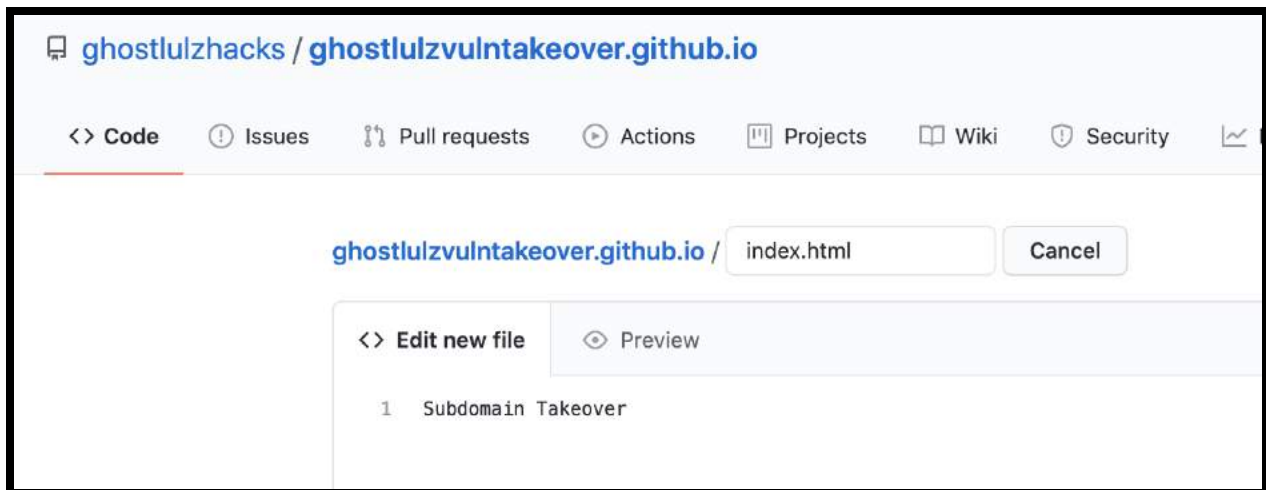 ghostlulzhacks / ghostlulzvulntakeover.github.io
<> Code Issues Pull requests Actions Projects Wiki Security
ghostlulzvulntakeover.github.io / index.html Cancel
<> Edit new file Preview
1 Subdomain Takeover